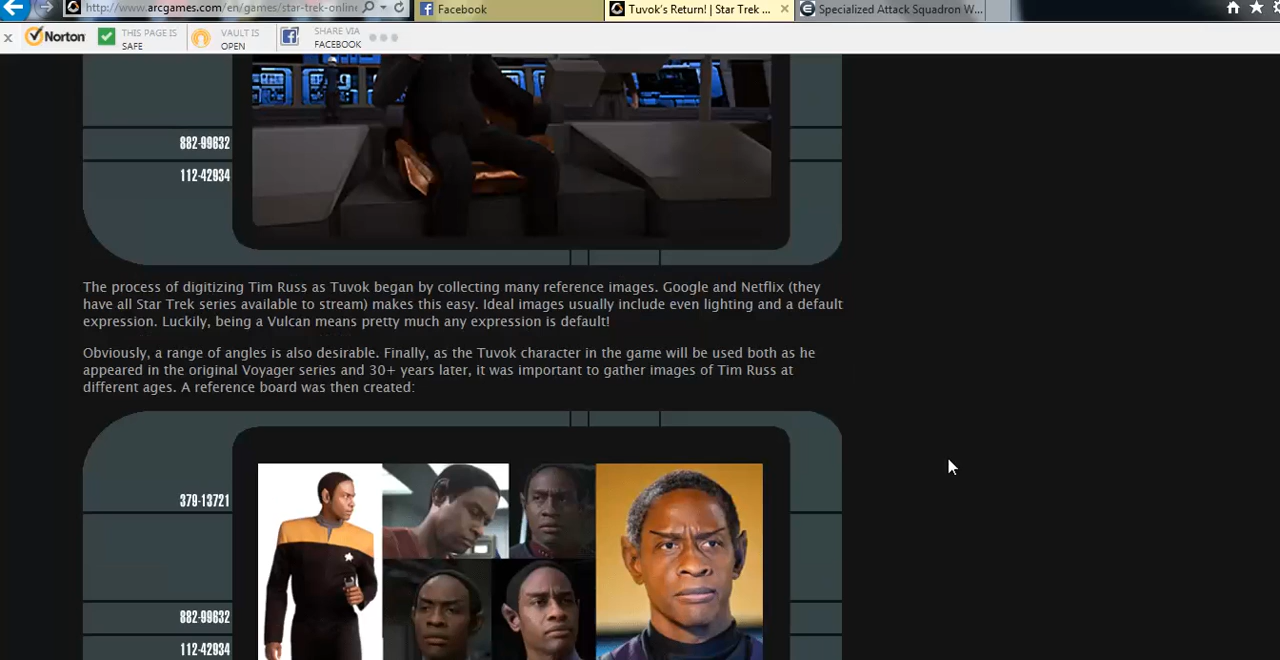 http://www.arcgames.com/en/games/star-trek-online
Facebook
Tuvok's Return! | Star Trek ...
Specialized Attack Squadron W...
Norton
THIS PAGE IS
SAFE
VAULT IS
OPEN
SHARE VIA
FACEBOOK
882-99632
112-42934
The process of digitizing Tim Russ as Tuvok began by collecting many reference images. Google and Netflix (they
have all Star Trek series available to stream) makes this easy. Ideal images usually include even lighting and a default
expression. Luckily, being a Vulcan means pretty much any expression is default!
Obviously, a range of angles is also desirable. Finally, as the Tuvok character in the game will be used both as he
appeared in the original Voyager series and 30+ years later, it was important to gather images of Tim Russ at
different ages. A reference board was then created:
379-13721
882-99632
112-42934